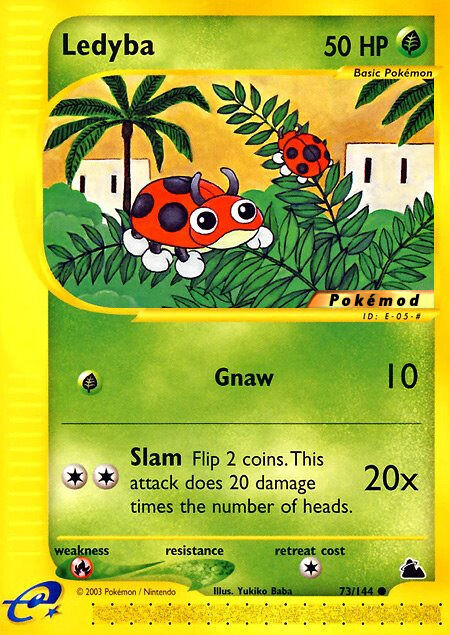 Ledyba 50 HP
Basic Pokémon
Pokémod
ID: E-05-#
Gnaw 10
Slam Flip 2 coins. This
attack does 20 damage
times the number of heads.
20x
weakness resistance retreat cost
© 2003 Pokémon / Nintendo Illus. Yukiko Baba 73/144
e